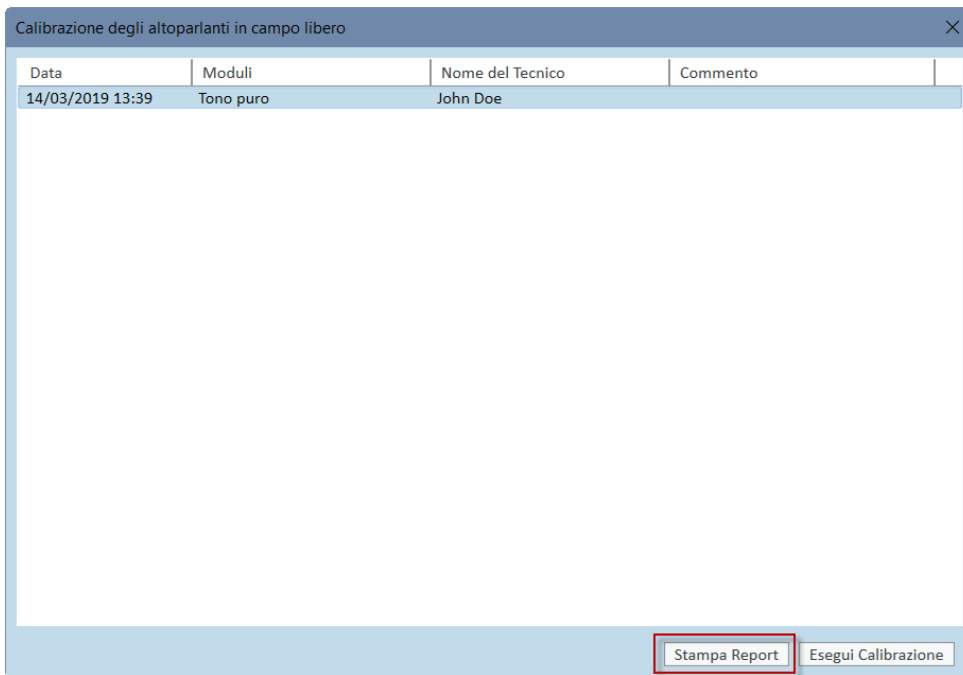 Calibrazione degli altoparlanti in campo libero
Data Moduli Nome del Tecnico Commento
14/03/2019 13:39 Tono puro John Doe
Stampa Report Esegui Calibrazione